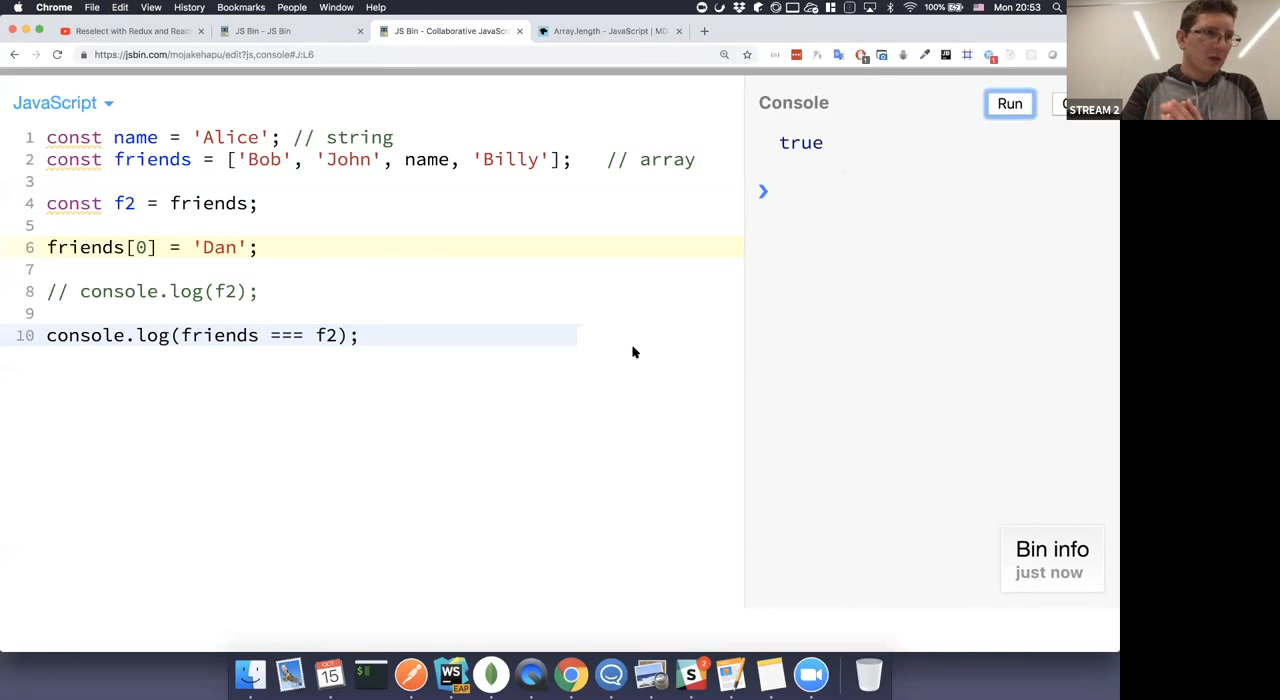 Chrome File Edit View History Bookmarks People Window Help 100% Mon 20:53
Reselect with Redux and Reac
JS Bin - JS Bin
JS Bin - Collaborative JavaScr
Array.length - JavaScript | MD
https://jsbin.com/mojakehapu/edit?js,console#J:L6
JavaScript
Console
Run
STREAM 2
1 const name = 'Alice'; // string
2 const friends = ['Bob', 'John', name, 'Billy']; // array
3
4 const f2 = friends;
5
6 friends[0] = 'Dan';
7
8 // console.log(f2);
9
10 console.log(friends === f2);
true
Bin info
just now
OCT
15
WS
EAP
S
2